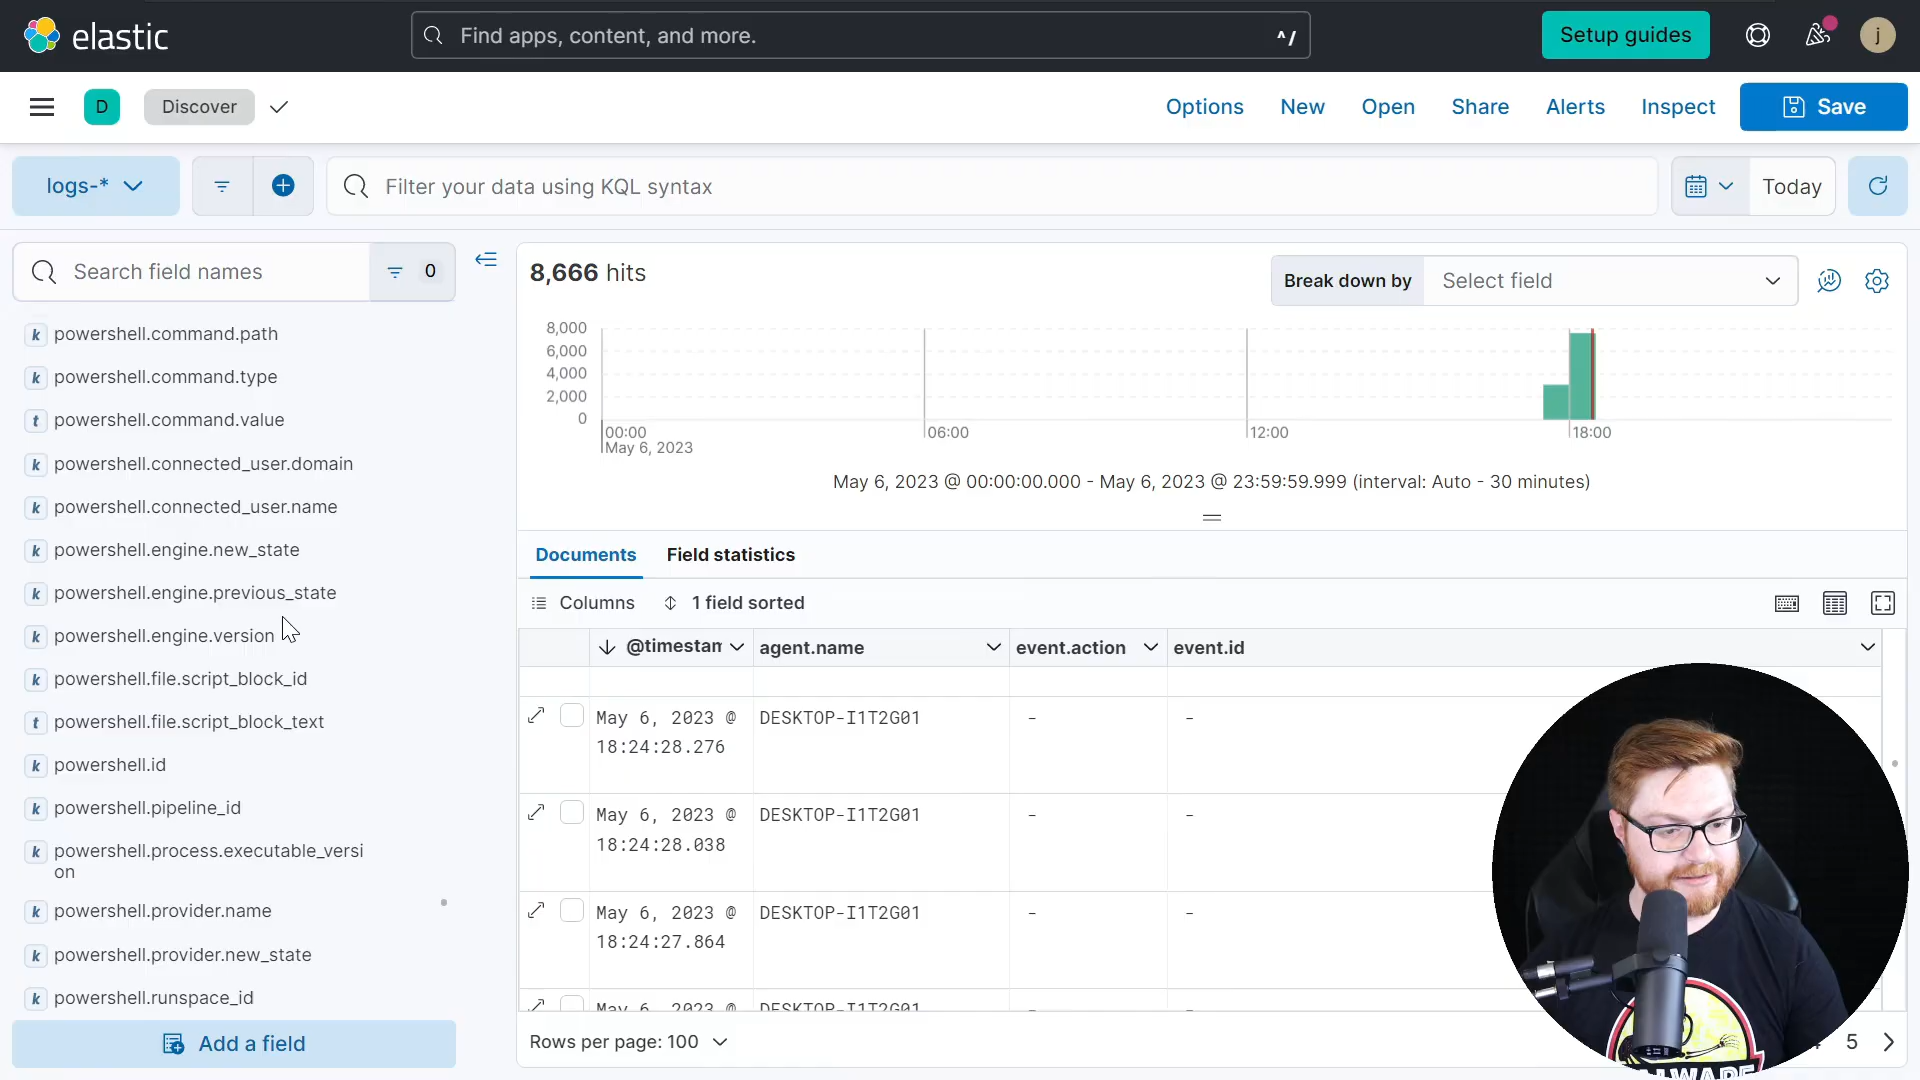 elastic
Find apps, content, and more.
^/
Setup guides
j
D
Discover
Options
New
Open
Share
Alerts
Inspect
Save
logs-*
Filter your data using KQL syntax
Today
Search field names
0
k powershell.command.path
k powershell.command.type
t powershell.command.value
k powershell.connected_user.domain
k powershell.connected_user.name
k powershell.engine.new_state
k powershell.engine.previous_state
k powershell.engine.version
k powershell.file.script_block_id
t powershell.file.script_block_text
k powershell.id
k powershell.pipeline_id
k powershell.process.executable_versi
on
k powershell.provider.name
k powershell.provider.new_state
k powershell.runspace_id
Add a field
8,666 hits
Break down by
Select field
8,000
6,000
4,000
2,000
0
00:00
May 6, 2023
06:00
12:00
18:00
May 6, 2023 @ 00:00:00.000 - May 6, 2023 @ 23:59:59.999 (interval: Auto - 30 minutes)
Documents
Field statistics
Columns
1 field sorted
@timestam
agent.name
event.action
event.id
May 6, 2023 @
18:24:28.276
DESKTOP-I1T2G01
-
-
May 6, 2023 @
18:24:28.038
DESKTOP-I1T2G01
-
-
May 6, 2023 @
18:24:27.864
DESKTOP-I1T2G01
-
-
May 6, 2023 @
DESKTOP-I1T2G01
-
-
Rows per page: 100
5